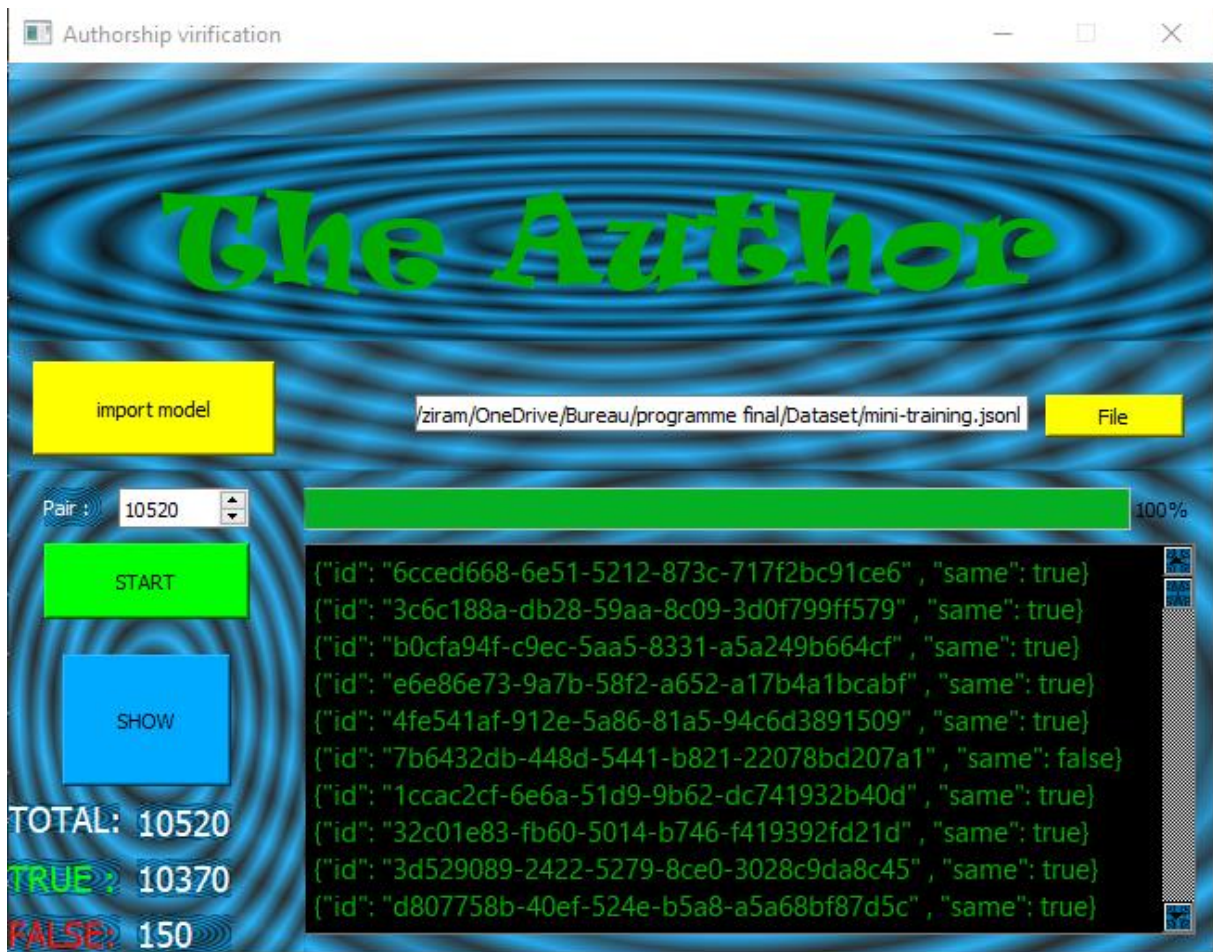 Authorship virification
The Author
import model
/ziram/OneDrive/Bureau/programme final/Dataset/mini-training.jsonl
File
Pair :
10520
100%
START
SHOW
{"id": "6cced668-6e51-5212-873c-717f2bc91ce6" , "same": true}
{"id": "3c6c188a-db28-59aa-8c09-3d0f799ff579" , "same": true}
{"id": "b0cfa94f-c9ec-5aa5-8331-a5a249b664cf" , "same": true}
{"id": "e6e86e73-9a7b-58f2-a652-a17b4a1bcabf" , "same": true}
{"id": "4fe541af-912e-5a86-81a5-94c6d3891509" , "same": true}
{"id": "7b6432db-448d-5441-b821-22078bd207a1" , "same": false}
{"id": "1ccac2cf-6e6a-51d9-9b62-dc741932b40d" , "same": true}
{"id": "32c01e83-fb60-5014-b746-f419392fd21d" , "same": true}
{"id": "3d529089-2422-5279-8ce0-3028c9da8c45" , "same": true}
{"id": "d807758b-40ef-524e-b5a8-a5a68bf87d5c" , "same": true}
TOTAL: 10520
TRUE : 10370
FALSE: 150